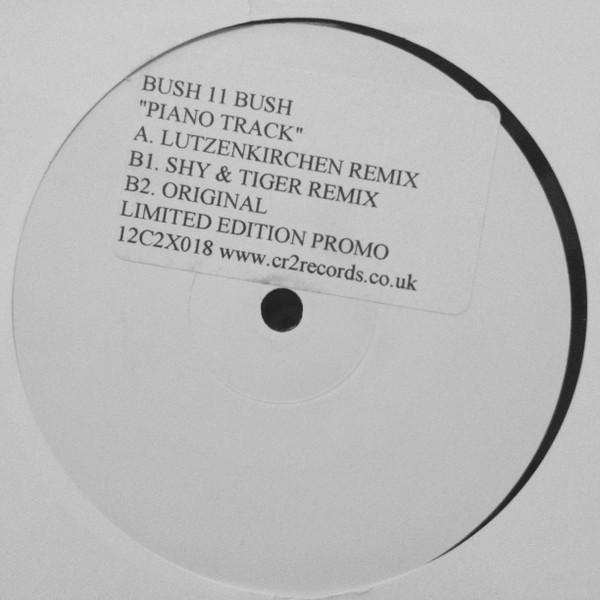 BUSH 11 BUSH
"PIANO TRACK"
A. LUTZENKIRCHEN REMIX
B1. SHY & TIGER REMIX
B2. ORIGINAL
LIMITED EDITION PROMO
12C2X018 www.cr2records.co.uk